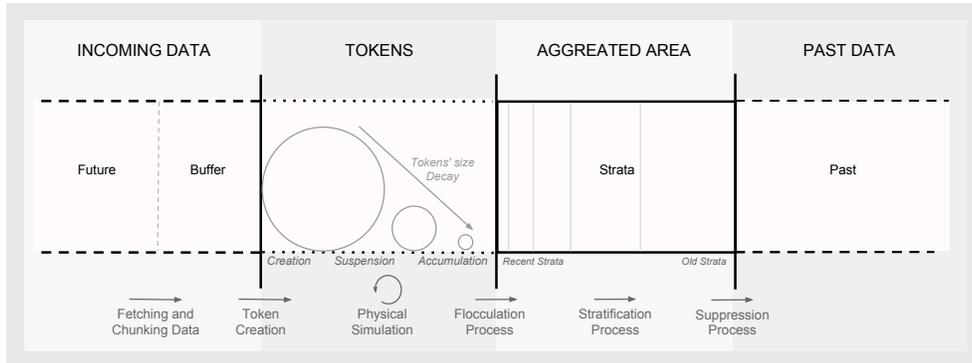 INCOMING DATA
TOKENS
AGGREATED AREA
PAST DATA
Future
Buffer
Tokens' size
Decay
Strata
Past
Creation
Suspension
Accumulation
Recent Strata
Old Strata
Fetching and
Chunking Data
Token
Creation
Physical
Simulation
Flocculation
Process
Stratification
Process
Suppression
Process